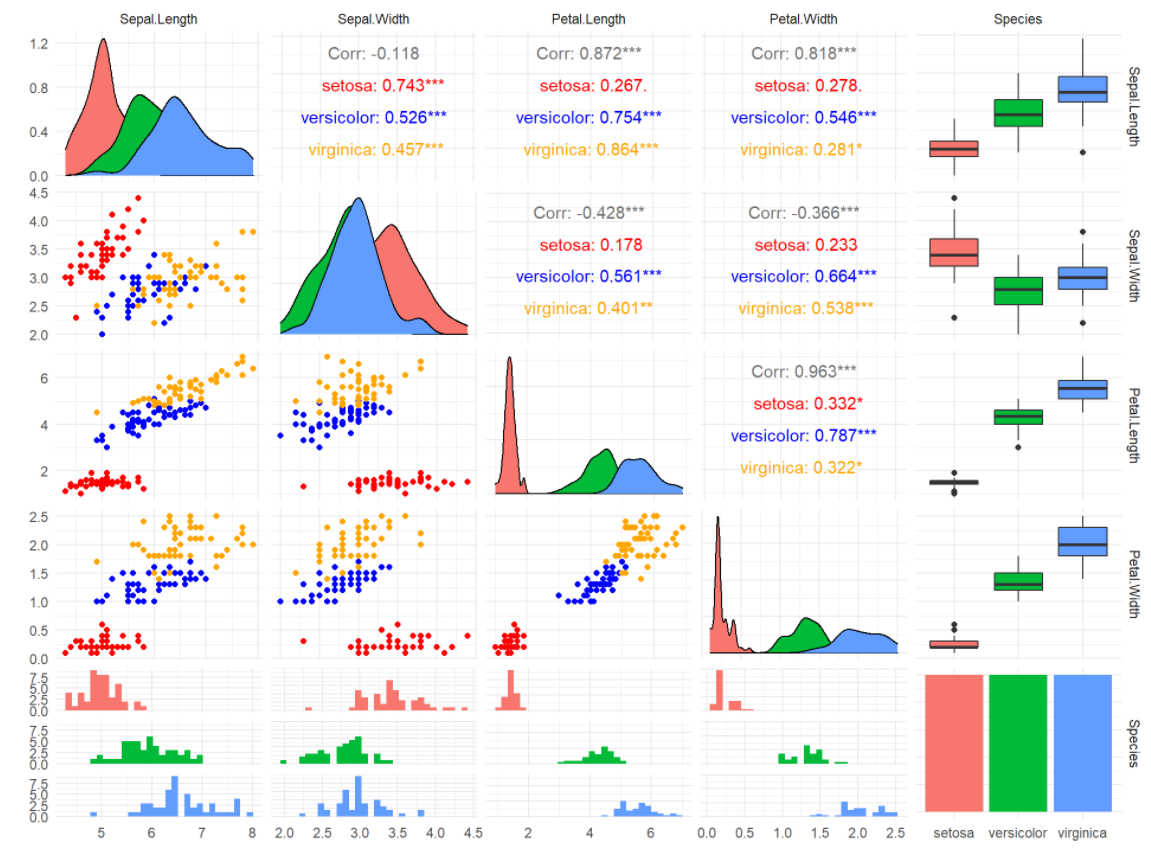 Sepal.Length Sepal.Width Petal.Length Petal.Width Species
1.2
0.8
0.4
0.0
Corr: -0.118
setosa: 0.743***
versicolor: 0.526***
virginica: 0.457***
Corr: 0.872***
setosa: 0.267.
versicolor: 0.754***
virginica: 0.864***
Corr: 0.818***
setosa: 0.278.
versicolor: 0.546***
virginica: 0.281*
Sepal.Length
4.5
4.0
3.5
3.0
2.5
2.0
Corr: -0.428***
setosa: 0.178
versicolor: 0.561***
virginica: 0.401**
Corr: -0.366***
setosa: 0.233
versicolor: 0.664***
virginica: 0.538***
Sepal.Width
6
4
2
Corr: 0.963***
setosa: 0.332*
versicolor: 0.787***
virginica: 0.322*
Petal.Length
2.5
2.0
1.5
1.0
0.5
0.0
Petal.Width
7.5
5.0
2.5
0.0
7.5
5.0
2.5
0.0
7.5
5.0
2.5
0.0
Species
5 6 7 8 2.0 2.5 3.0 3.5 4.0 4.5 2 4 6 0.0 0.5 1.0 1.5 2.0 2.5 setosa versicolor virginica